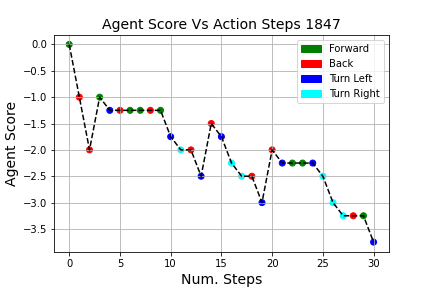 Agent Score Vs Action Steps 1847
Forward
Back
Turn Left
Turn Right
Agent Score
0.0
−0.5
−1.0
−1.5
−2.0
−2.5
−3.0
−3.5
0 5 10 15 20 25 30
Num. Steps